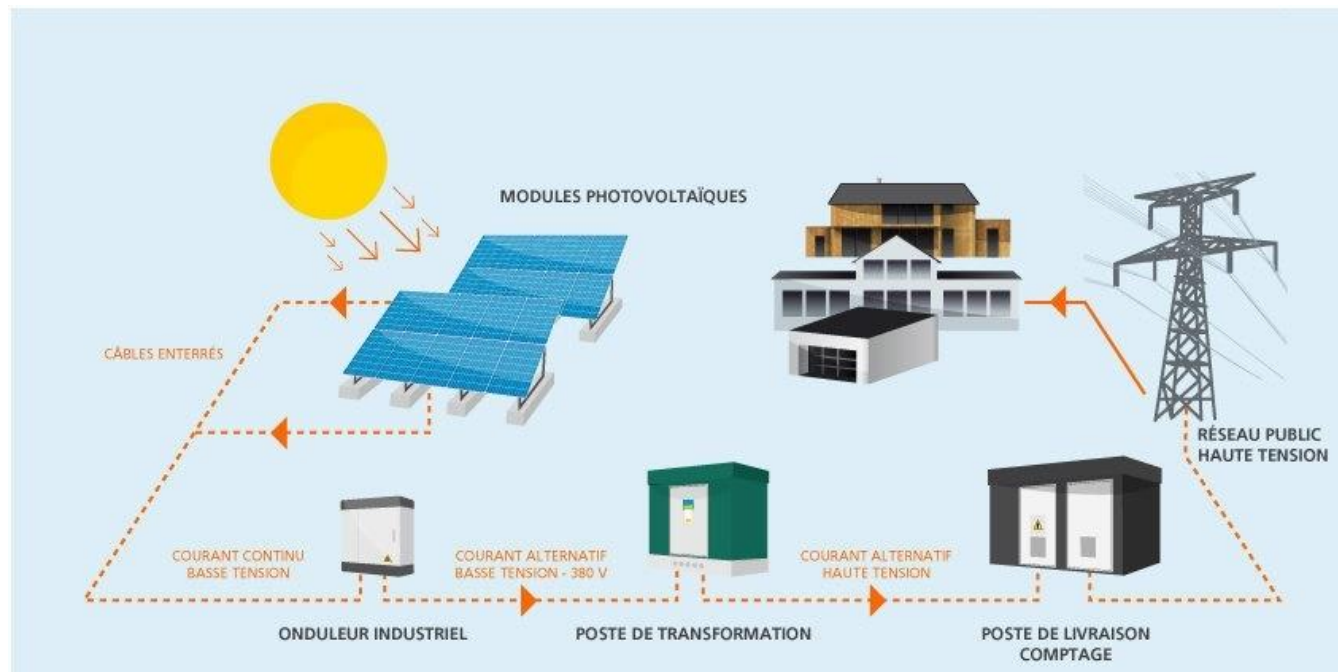 MODULES PHOTOVOLTAÏQUES
CÂBLES ENTERRÉS
RÉSEAU PUBLIC
HAUTE TENSION
COURANT CONTINU
BASSE TENSION
COURANT ALTERNATIF
BASSE TENSION - 380 V
COURANT ALTERNATIF
HAUTE TENSION
ONDULEUR INDUSTRIEL
POSTE DE TRANSFORMATION
POSTE DE LIVRAISON
COMPTAGE